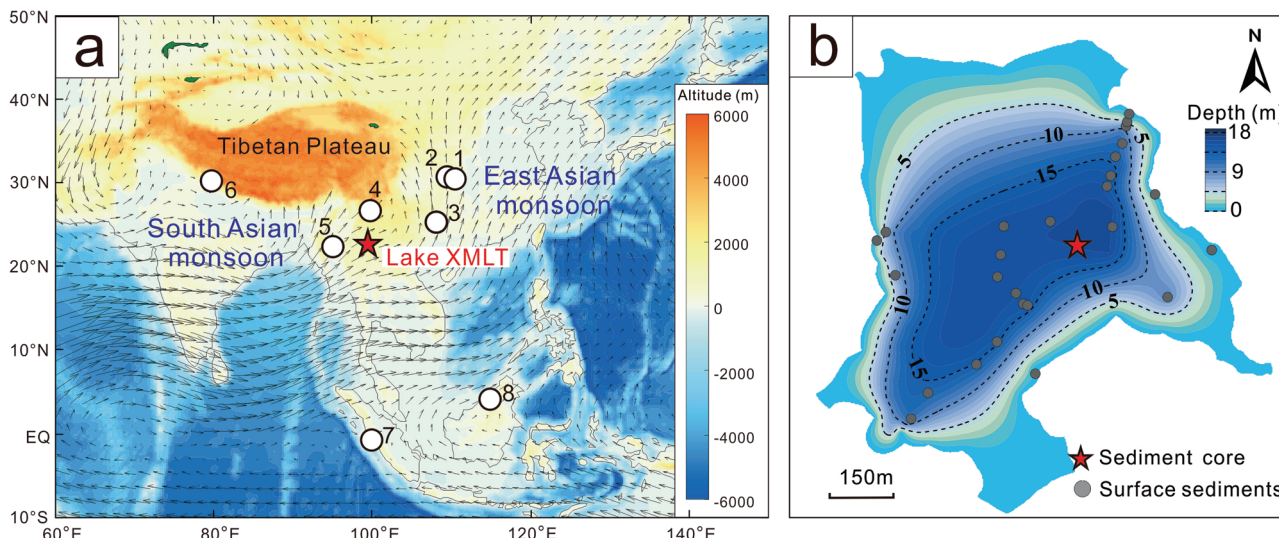 a
50°N
40°N
30°N
20°N
10°N
EQ
10°S
60°E
80°E
100°E
120°E
140°E
Tibetan Plateau
2
1
East Asian
monsoon
6
4
3
South Asian
monsoon
5
Lake XMLT
8
7
Altitude (m)
6000
4000
2000
0
-2000
-4000
-6000
b
N
Depth (m)
18
9
0
5
10
15
5
10
15
10
5
15
150m
Sediment core
Surface sediments